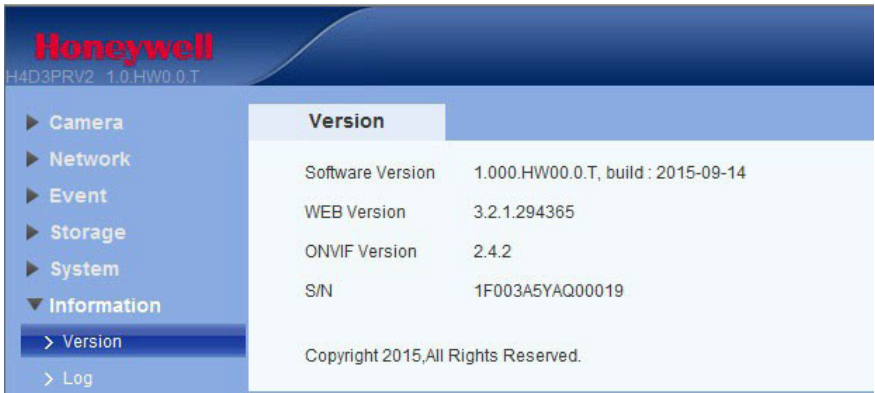 Honeywell
H4D3PRV2 1.0.HW0.0.T
Camera
Network
Event
Storage
System
Information
Version
Log
Version
Software Version 1.000.HW00.0.T, build : 2015-09-14
WEB Version 3.2.1.294365
ONVIF Version 2.4.2
S/N 1F003A5YAQ00019
Copyright 2015,All Rights Reserved.